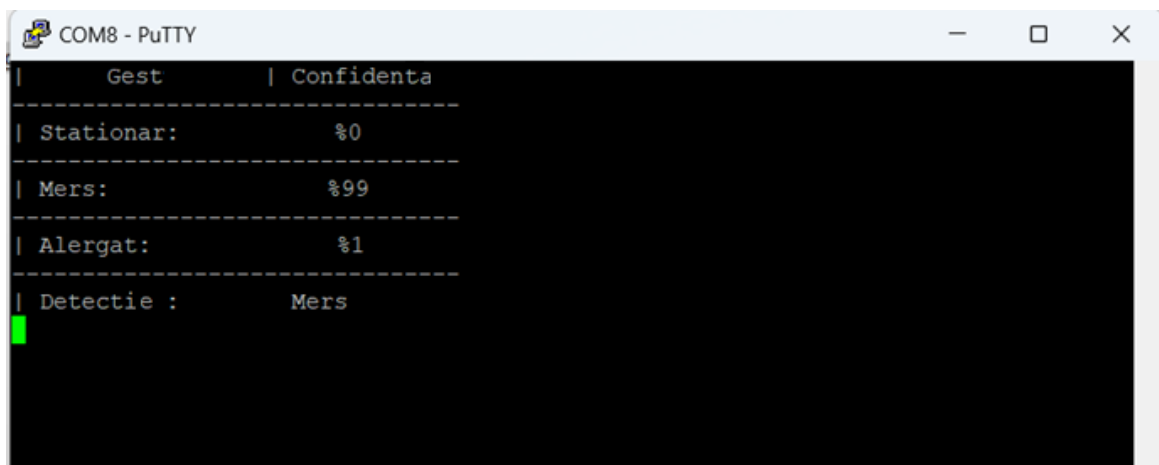 COM8 - PuTTY
| Gest | Confidenta
--------------------------------
| Stationar: %0
--------------------------------
| Mers: %99
--------------------------------
| Alergat: %1
--------------------------------
| Detectie : Mers